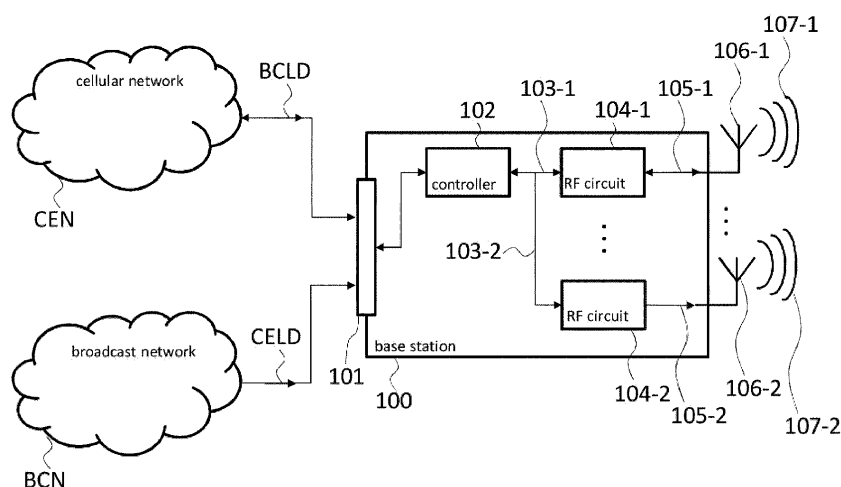 107-1
106-1
cellular network
BCLD
103-1
104-1
105-1
102
controller
RF circuit
CEN
103-2
RF circuit
broadcast network
CELD
base station
101
100
104-2
105-2
106-2
107-2
BCN